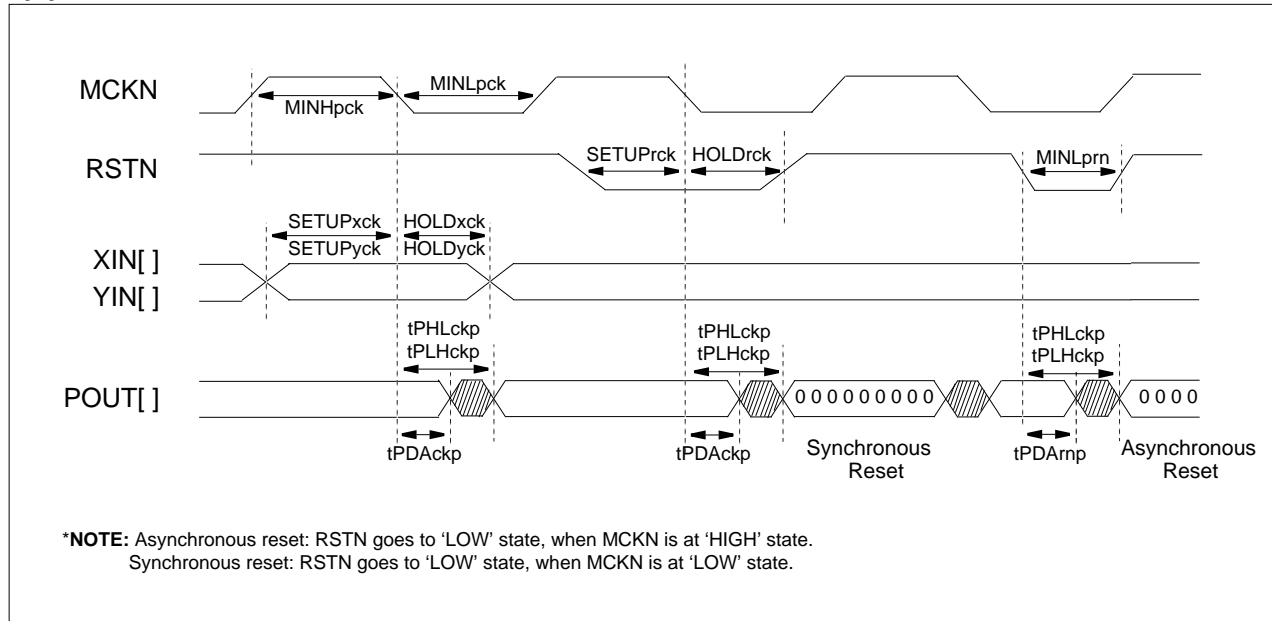 MCKN
MINHpck
MINLpck
RSTN
SETUPrck
HOLDrck
MINLprn
SETUPxck
HOLDxck
SETUPyck
HOLDyck
XIN[ ]
YIN[ ]
tPHLckp
tPLHckp
tPHLckp
tPLHckp
tPHLckp
tPLHckp
POUT[ ]
0 0 0 0 0 0 0 0 0
0 0 0 0
tPDAckp
tPDAckp
Synchronous
Reset
tPDArnp
Asynchronous
Reset
*NOTE: Asynchronous reset: RSTN goes to ‘LOW’ state, when MCKN is at ‘HIGH’ state.
Synchronous reset: RSTN goes to ‘LOW’ state, when MCKN is at ‘LOW’ state.